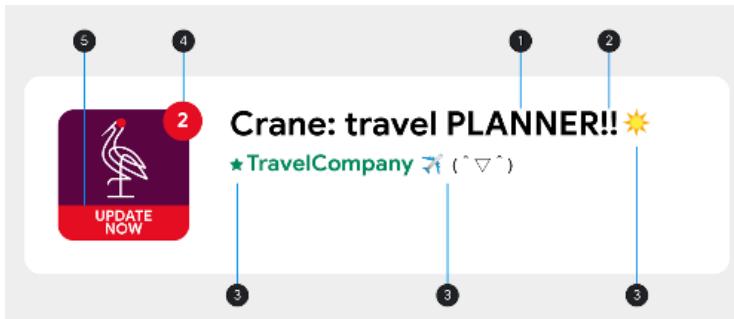 5 4 1 2
2
Crane: travel PLANNER!!☀️
★TravelCompany ✈️ (ˆ▽ˆ)
UPDATE
NOW
3 3 3